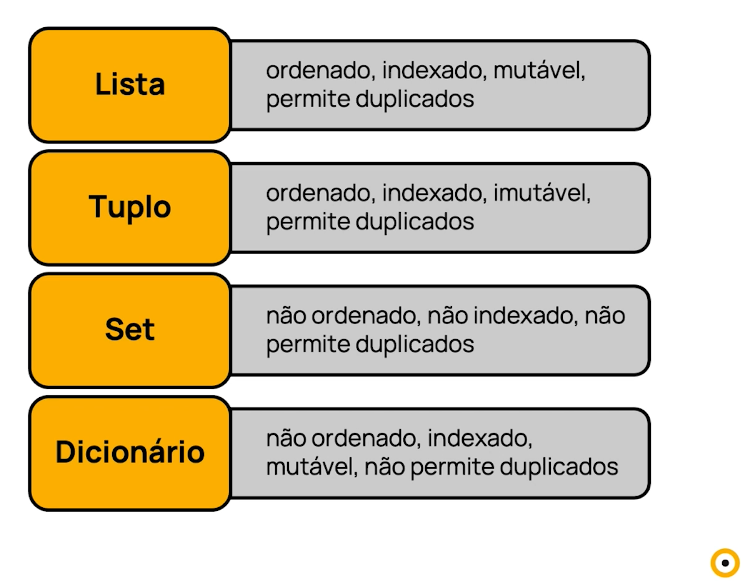 Lista
ordenado, indexado, mutável,
permite duplicados
Tuplo
ordenado, indexado, imutável,
permite duplicados
Set
não ordenado, não indexado, não
permite duplicados
Dicionário
não ordenado, indexado,
mutável, não permite duplicados